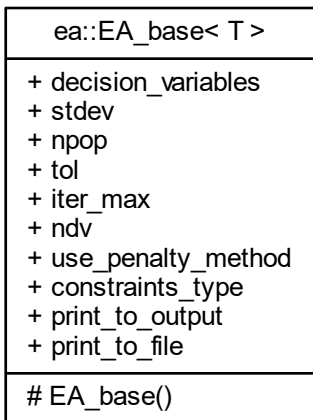 ea::EA_base< T >
+ decision_variables
+ stdev
+ npop
+ tol
+ iter_max
+ ndv
+ use_penalty_method
+ constraints_type
+ print_to_output
+ print_to_file
# EA_base()